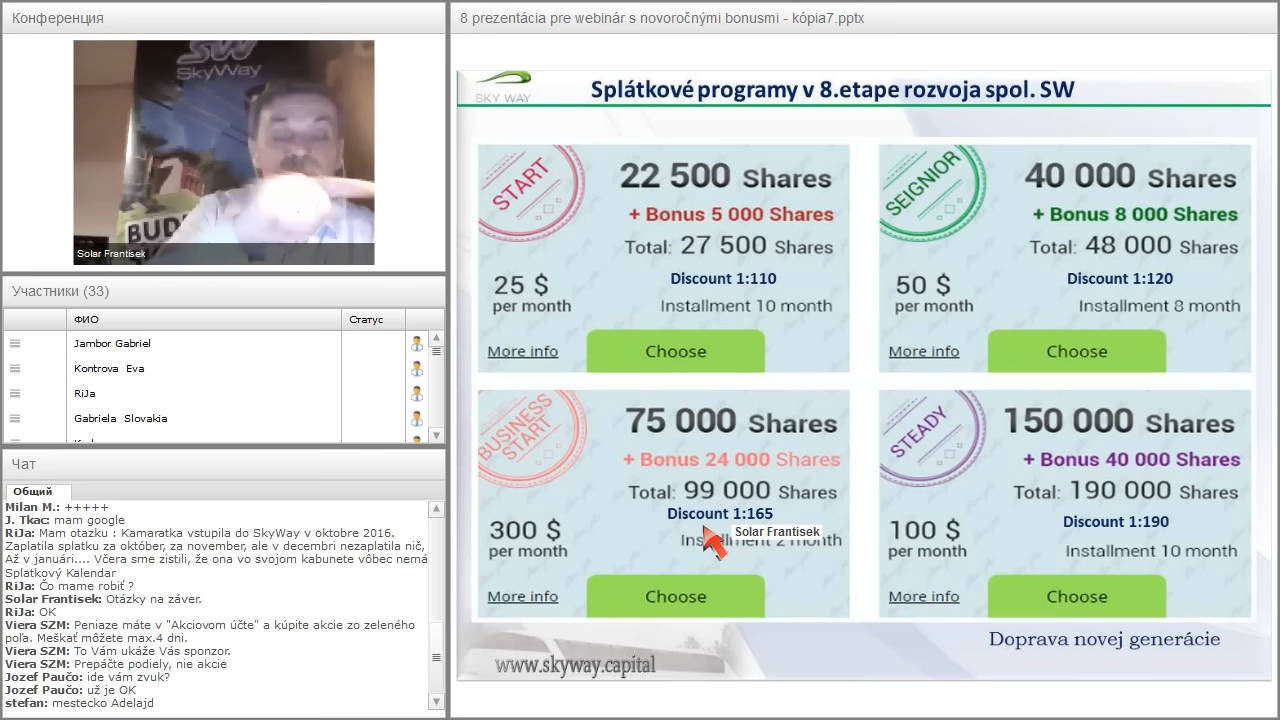 Конференция
SW
SkyWay
BUD
Solar Frantisek
Участники (33)
ФИО
Статус
Jambor Gabriel
Kontrova Eva
RiJa
Gabriela Slovakia
Чат
Общий
Milan M.: +++++
J. Tkac: mam google
RiJa: Mam otazku : Kamaratka vstupila do SkyWay v oktobre 2016.
Zaplatila splatku za október, za november, ale v decembri nezaplatila nič,
Až v januári.... Včera sme zistili, že ona vo svojom kabunete vôbec nemá
Splatkový Kalendar
RiJa: Čo mame robiť ?
Solar Frantisek: Otázky na záver.
RiJa: OK
Viera SZM: Peniaze máte v "Akciovom účte" a kúpite akcie zo zeleného
poľa. Meškať môžete max.4 dni.
Viera SZM: To Vám ukáže Vás sponzor.
Viera SZM: Prepáčte podiely, nie akcie
Jozef Paučo: ide vám zvuk?
Jozef Paučo: už je OK
stefan: mestecko Adelajd
8 prezentácia pre webinár s novoročnými bonusmi - kópia7.pptx
SKY WAY
Splátkové programy v 8.etape rozvoja spol. SW
START
22 500 Shares
+ Bonus 5 000 Shares
Total: 27 500 Shares
Discount 1:110
25 $
per month
Installment 10 month
More info
Choose
SEIGNIOR
40 000 Shares
+ Bonus 8 000 Shares
Total: 48 000 Shares
Discount 1:120
50 $
per month
Installment 8 month
More info
Choose
BUSINESS
START
75 000 Shares
+ Bonus 24 000 Shares
Total: 99 000 Shares
Discount 1:165
Solar Frantisek
300 $
per month
Installment 2 month
More info
Choose
STEADY
150 000 Shares
+ Bonus 40 000 Shares
Total: 190 000 Shares
Discount 1:190
100 $
per month
Installment 10 month
More info
Choose
Doprava novej generácie
www.skyway.capital